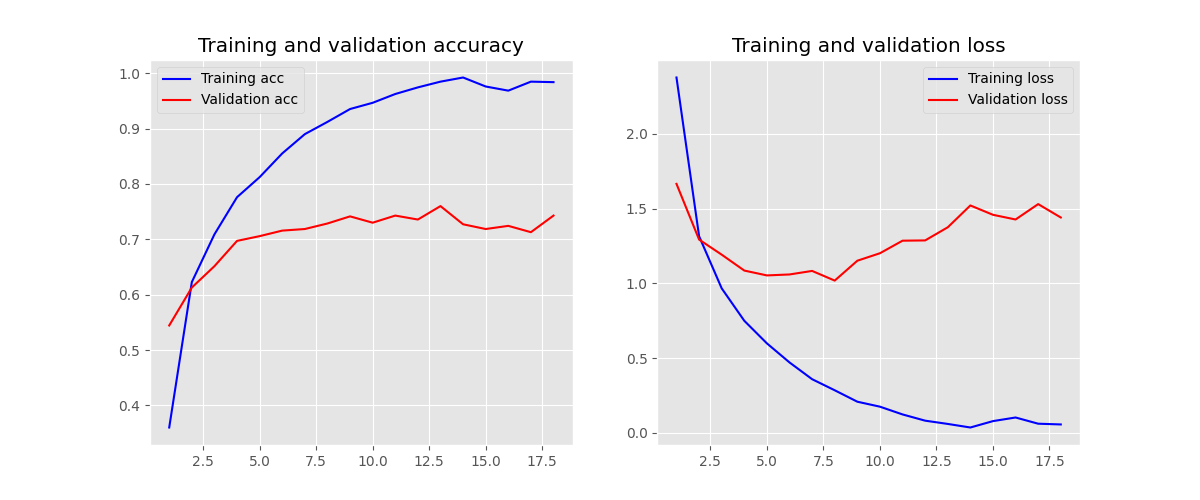 Training and validation accuracy
Training acc
Validation acc
1.0
0.9
0.8
0.7
0.6
0.5
0.4
2.5 5.0 7.5 10.0 12.5 15.0 17.5
Training and validation loss
Training loss
Validation loss
2.0
1.5
1.0
0.5
0.0
2.5 5.0 7.5 10.0 12.5 15.0 17.5